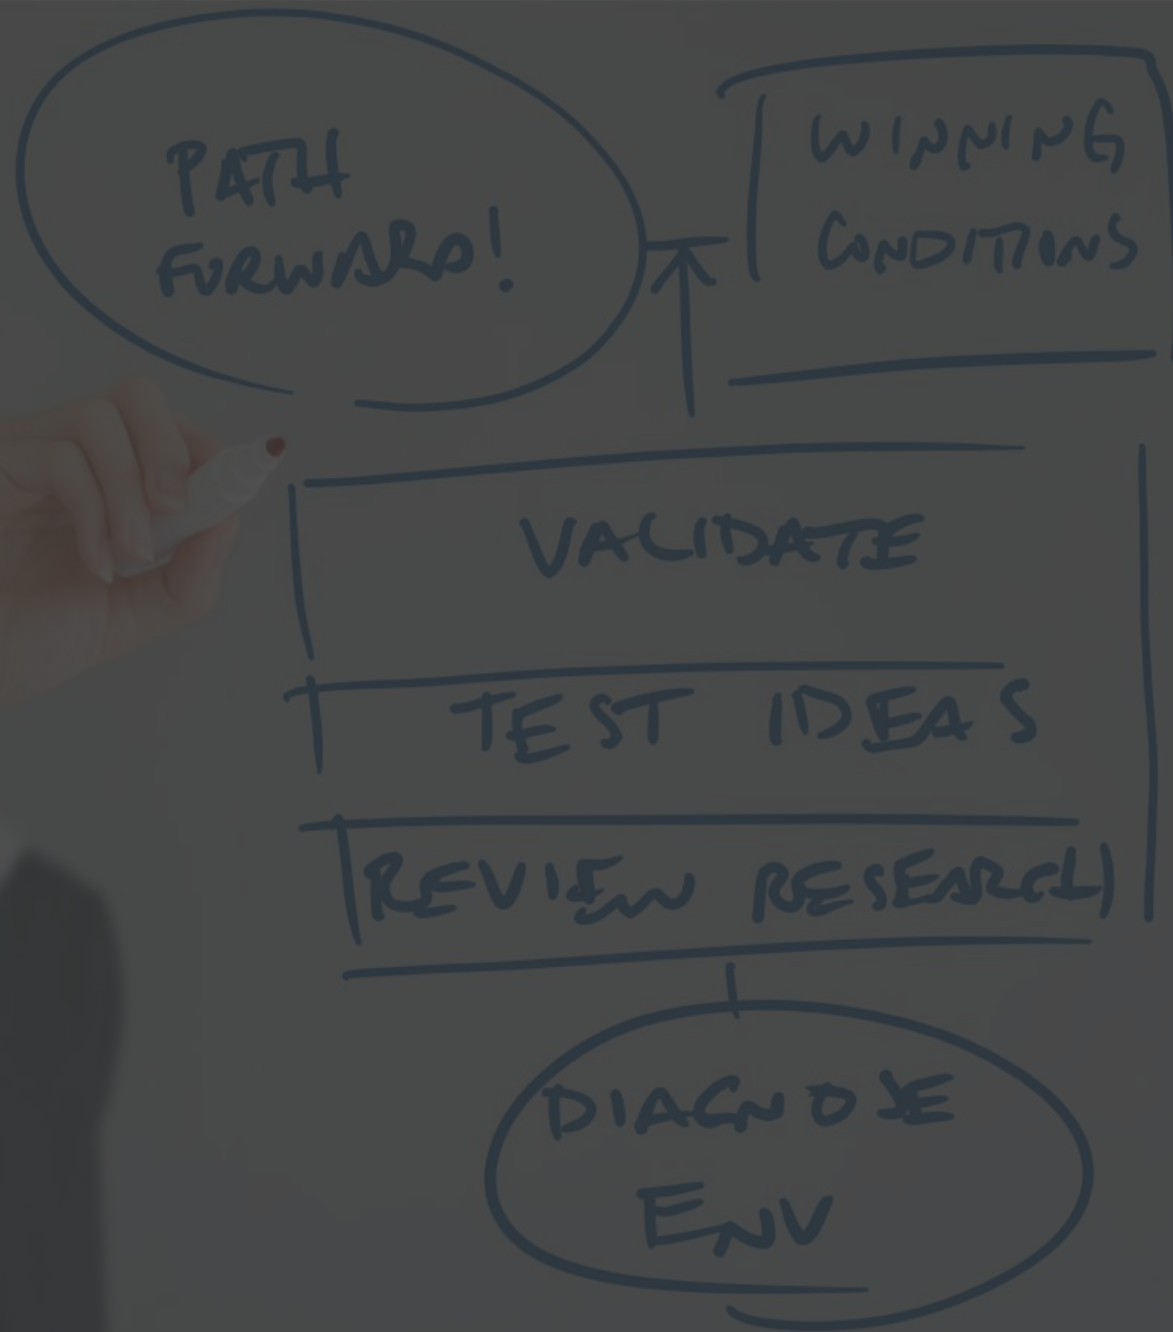 PATH
FORWARD!
WINNING
CONDITIONS
VALIDATE
TEST IDEAS
REVIEW RESEARCH
DIAGNOSE
ENV